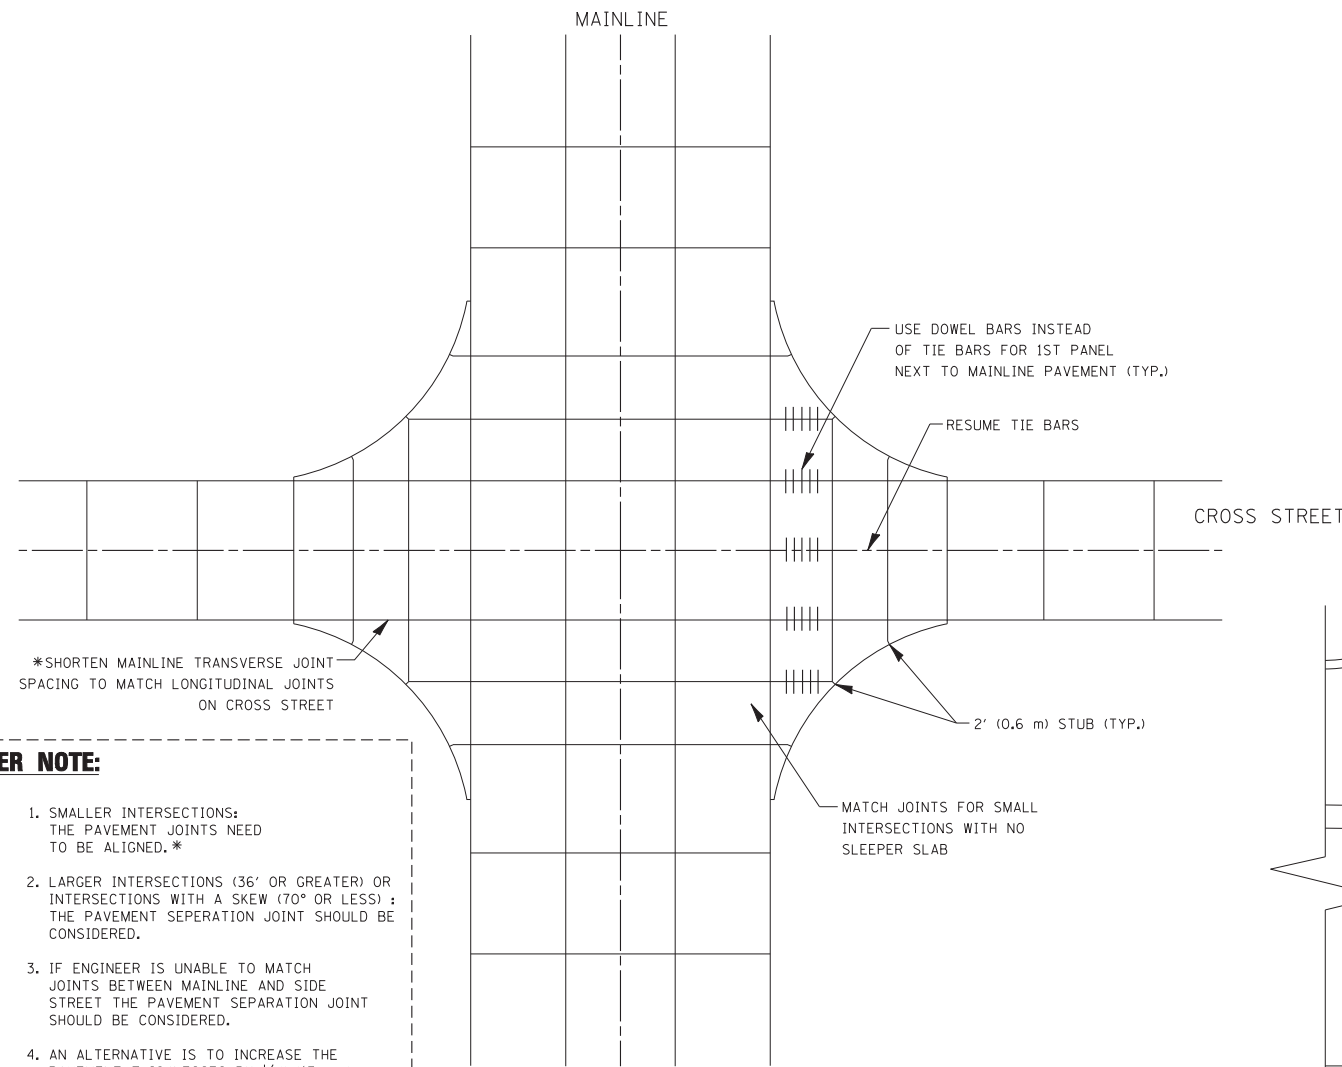 MAINLINE
USE DOWEL BARS INSTEAD
OF TIE BARS FOR 1ST PANEL
NEXT TO MAINLINE PAVEMENT (TYP.)
RESUME TIE BARS
CROSS STREET
*SHORTEN MAINLINE TRANSVERSE JOINT
SPACING TO MATCH LONGITUDINAL JOINTS
ON CROSS STREET
2' (0.6 m) STUB (TYP.)
MATCH JOINTS FOR SMALL
INTERSECTIONS WITH NO
SLEEPER SLAB
ER NOTE:
1. SMALLER INTERSECTIONS:
THE PAVEMENT JOINTS NEED
TO BE ALIGNED.*
2. LARGER INTERSECTIONS (36' OR GREATER) OR
INTERSECTIONS WITH A SKEW (70° OR LESS) :
THE PAVEMENT SEPERATION JOINT SHOULD BE
CONSIDERED.
3. IF ENGINEER IS UNABLE TO MATCH
JOINTS BETWEEN MAINLINE AND SIDE
STREET THE PAVEMENT SEPARATION JOINT
SHOULD BE CONSIDERED.
4. AN ALTERNATIVE IS TO INCREASE THE